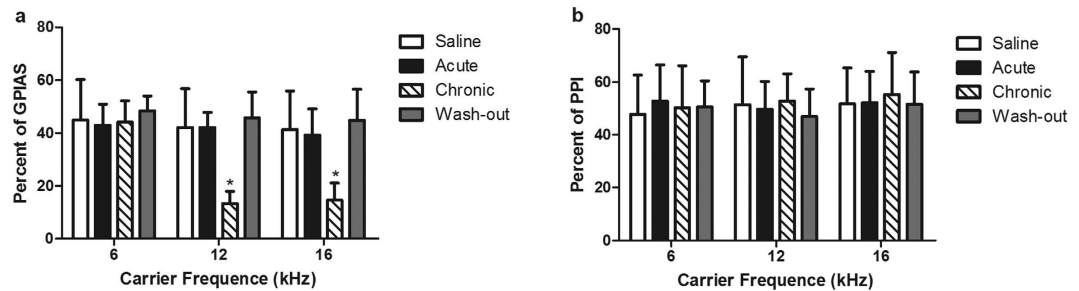 a
80
60
40
20
0
Percent of GPIAS
*
*
6
12
16
Carrier Frequence (kHz)
Saline
Acute
Chronic
Wash-out
b
80
60
40
20
0
Percent of PPI
6
12
16
Carrier Frequence (kHz)
Saline
Acute
Chronic
Wash-out